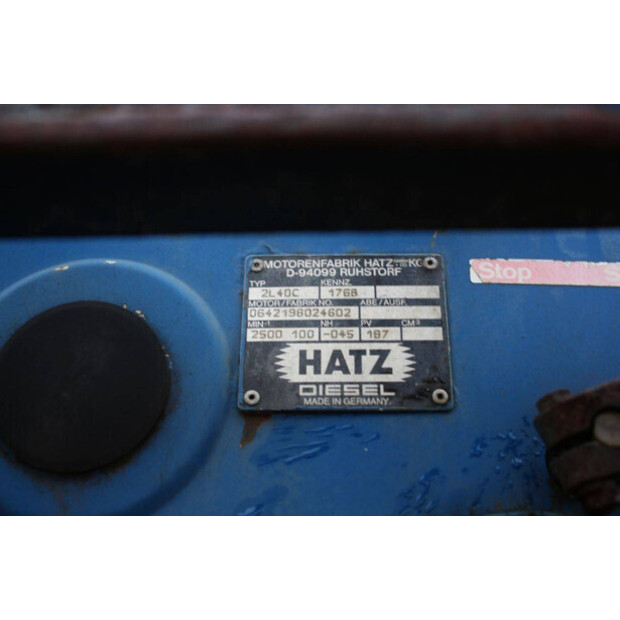 MOTORENFABRIK HATZ KG
D-94099 RUHSTORF
TYP KENNZ.
2L40C 1768
MOTOR/FABRIK NO. ABE/AUSF.
0642198024602
MIN-¹ NH PV CM³
2500 100 -045 187
HATZ
DIESEL
MADE IN GERMANY
Stop S